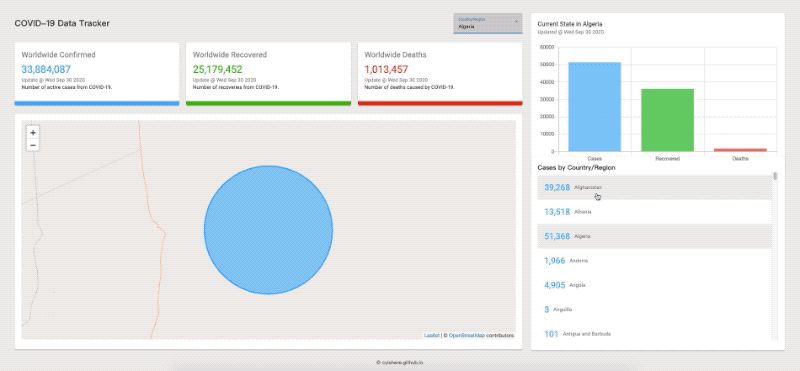 COVID-19 Data Tracker
Country/Region
Algeria
Worldwide Confirmed
33,884,087
Update @ Wed Sep 30 2020
Number of active cases from COVID-19.
Worldwide Recovered
25,179,452
Update @ Wed Sep 30 2020
Number of recoveries from COVID-19.
Worldwide Deaths
1,013,457
Update @ Wed Sep 30 2020
Number of deaths caused by COVID-19.
+
−
Leaflet | © OpenStreetMap contributors
Current State in Algeria
Updated @ Wed Sep 30 2020
60000
50000
40000
30000
20000
10000
0
Cases
Recovered
Deaths
Cases by Country/Region
39,268 Afghanistan
13,518 Albania
51,368 Algeria
1,966 Andorra
4,905 Angola
3 Anguilla
101 Antigua and Barbuda